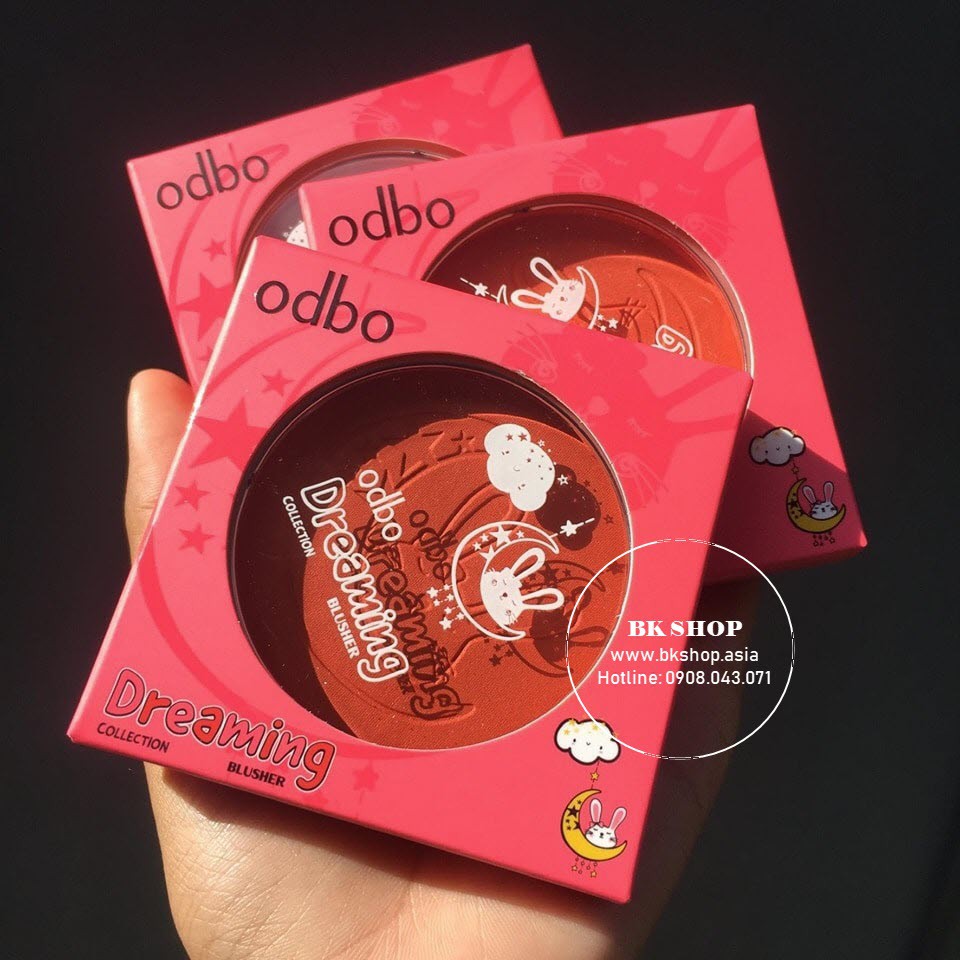 odbo
odbo
odbo
odbo
Dreaming
COLLECTION
BLUSHER
Dreaming
COLLECTION
BLUSHER
BK SHOP
www.bkshop.asia
Hotline: 0908.043.071